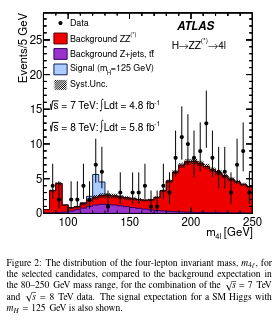 Events/5 GeV
25
20
15
10
5
0
Data
Background ZZ(*)
Background Z+jets, tt̄
Signal (mH=125 GeV)
Syst.Unc.
√s = 7 TeV: ∫Ldt = 4.8 fb-1
√s = 8 TeV: ∫Ldt = 5.8 fb-1
ATLAS
H→ZZ(*)→4l
100 150 200 250
m4l [GeV]
Figure 2: The distribution of the four-lepton invariant mass, m4ℓ, for
the selected candidates, compared to the background expectation in
the 80–250 GeV mass range, for the combination of the √s = 7 TeV
and √s = 8 TeV data. The signal expectation for a SM Higgs with
mH = 125 GeV is also shown.